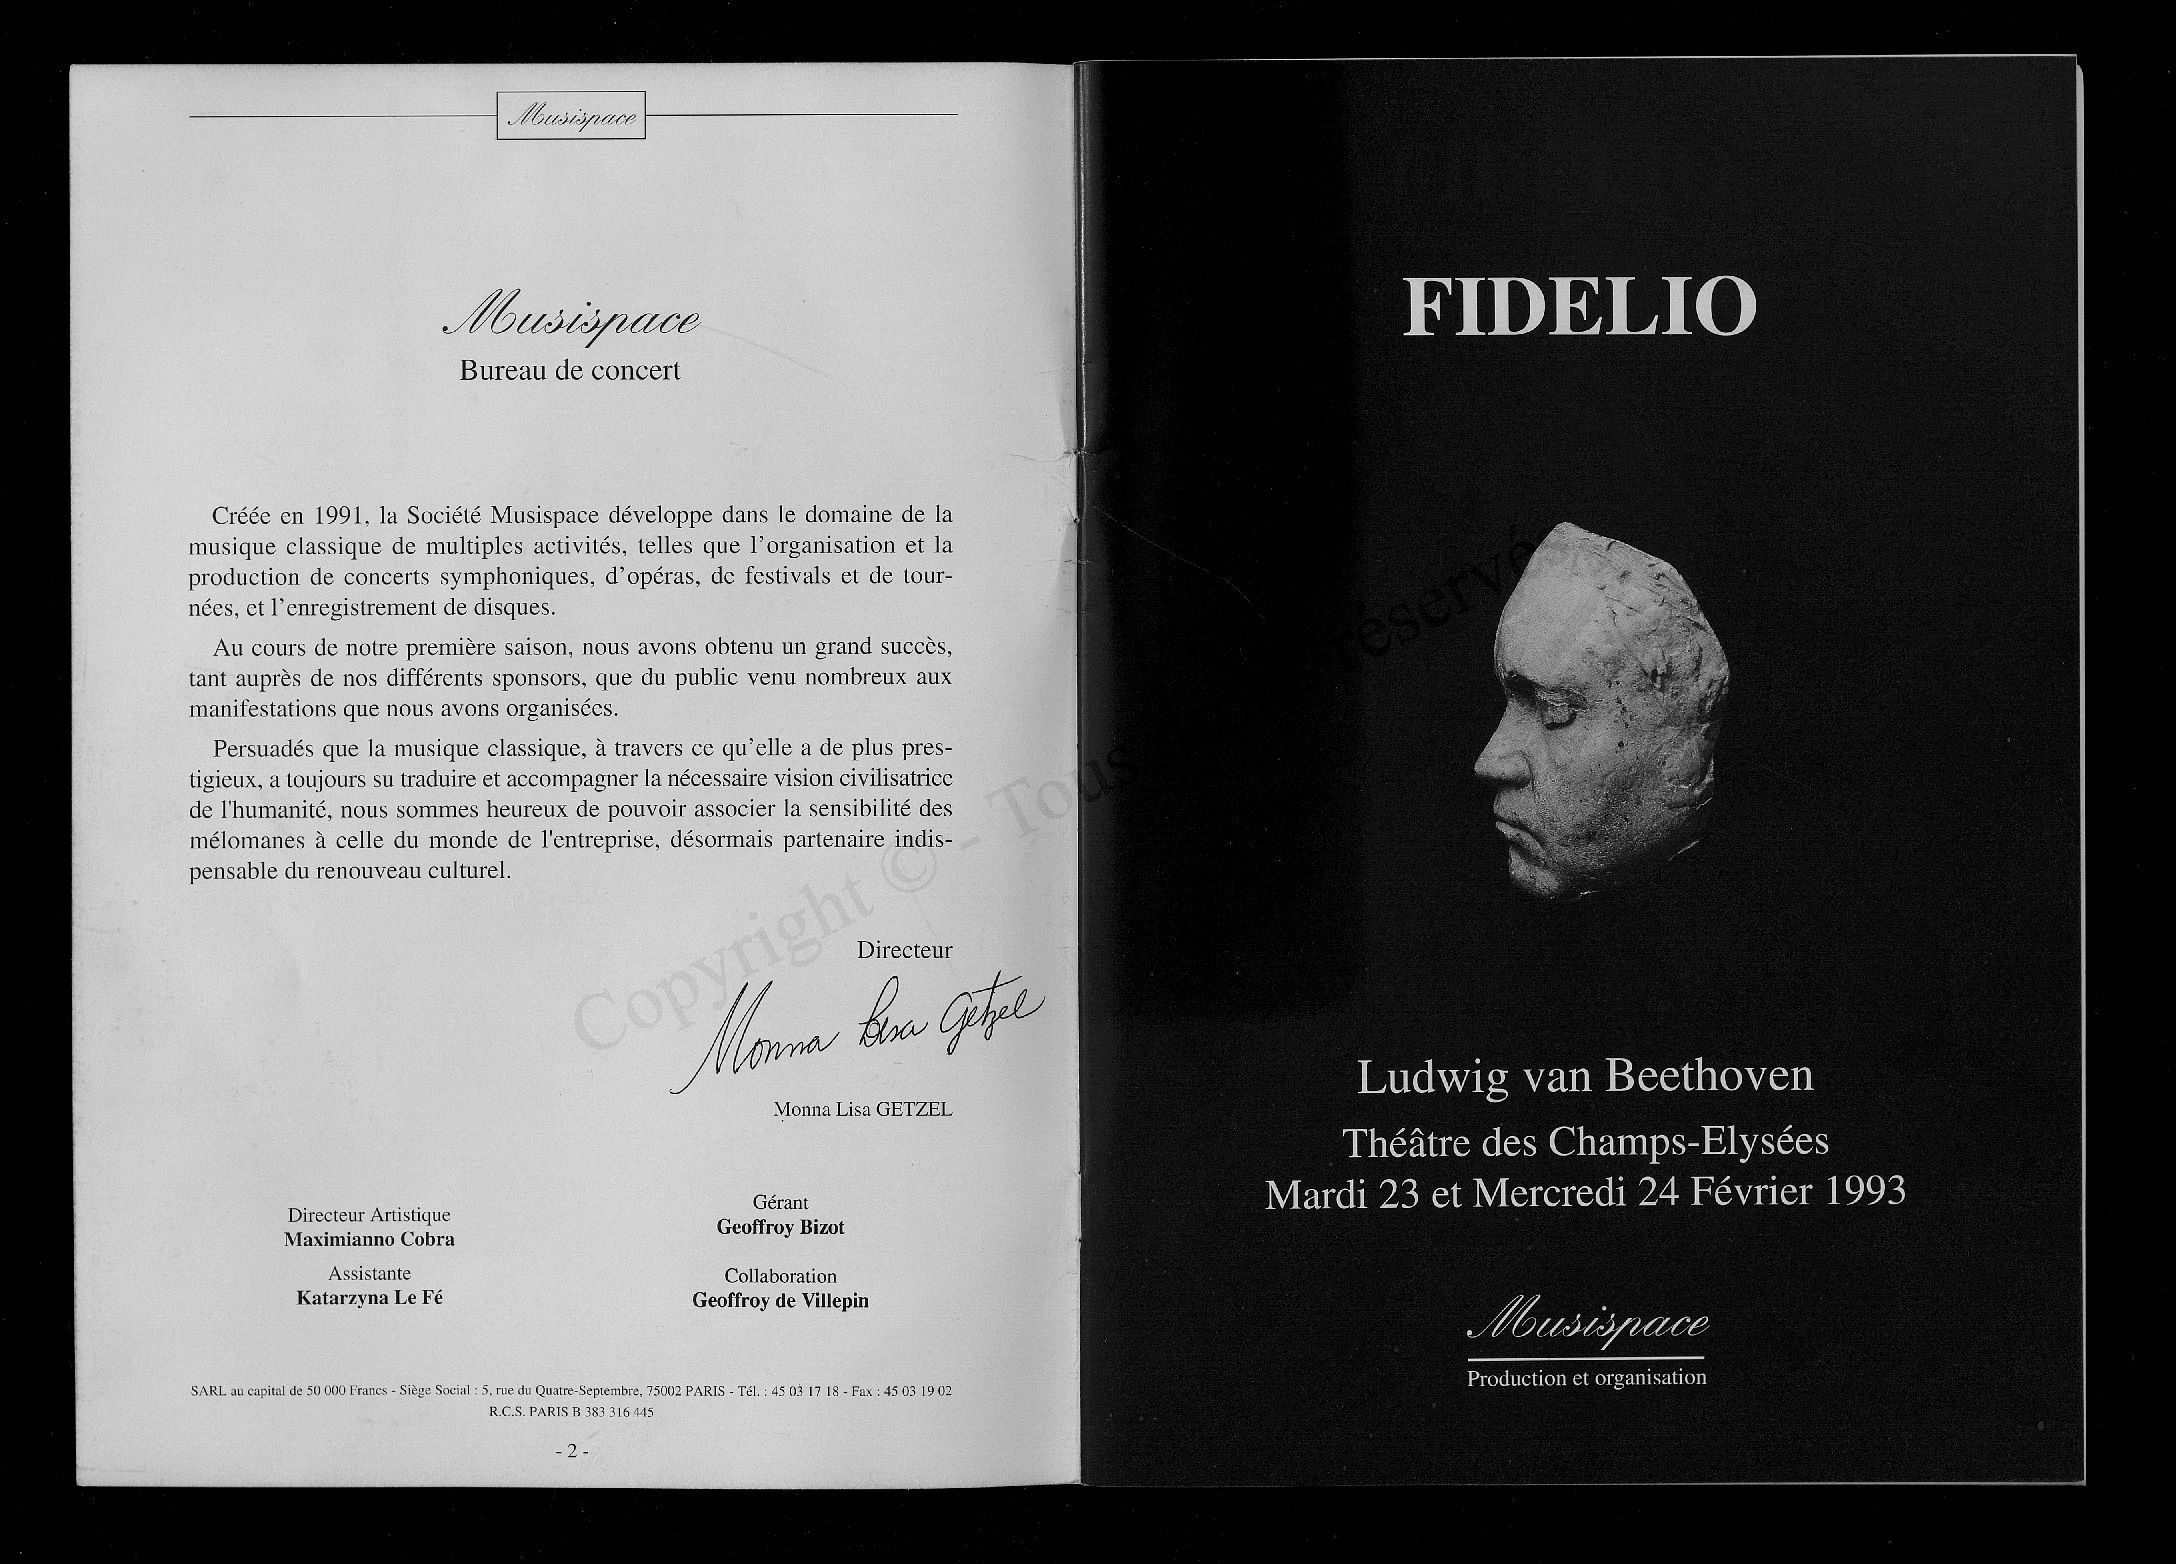 Musispace
Musispace
Bureau de concert
Créée en 1991, la Société Musispace développe dans le domaine de la
musique classique de multiples activités, telles que l'organisation et la
production de concerts symphoniques, d'opéras, de festivals et de tour-
nées, et l'enregistrement de disques.
Au cours de notre première saison, nous avons obtenu un grand succès,
tant auprès de nos différents sponsors, que du public venu nombreux aux
manifestations que nous avons organisées.
Persuadés que la musique classique, à travers ce qu'elle a de plus pres-
tigieux, a toujours su traduire et accompagner la nécessaire vision civilisatrice
de l'humanité, nous sommes heureux de pouvoir associer la sensibilité des
mélomanes à celle du monde de l'entreprise, désormais partenaire indis-
pensable du renouveau culturel.
Directeur
Monna Lisa Getzel
Monna Lisa GETZEL
Directeur Artistique
Maximianno Cobra
Assistante
Katarzyna Le Fé
Gérant
Geoffroy Bizot
Collaboration
Geoffroy de Villepin
SARL au capital de 50 000 Francs - Siège Social : 5, rue du Quatre-Septembre, 75002 PARIS - Tél. : 45 03 17 18 - Fax : 45 03 19 02
R.C.S. PARIS B 383 316 445
- 2 -
FIDELIO
Ludwig van Beethoven
Théâtre des Champs-Elysées
Mardi 23 et Mercredi 24 Février 1993
Musispace
Production et organisation
Copyright © - Tous réservé